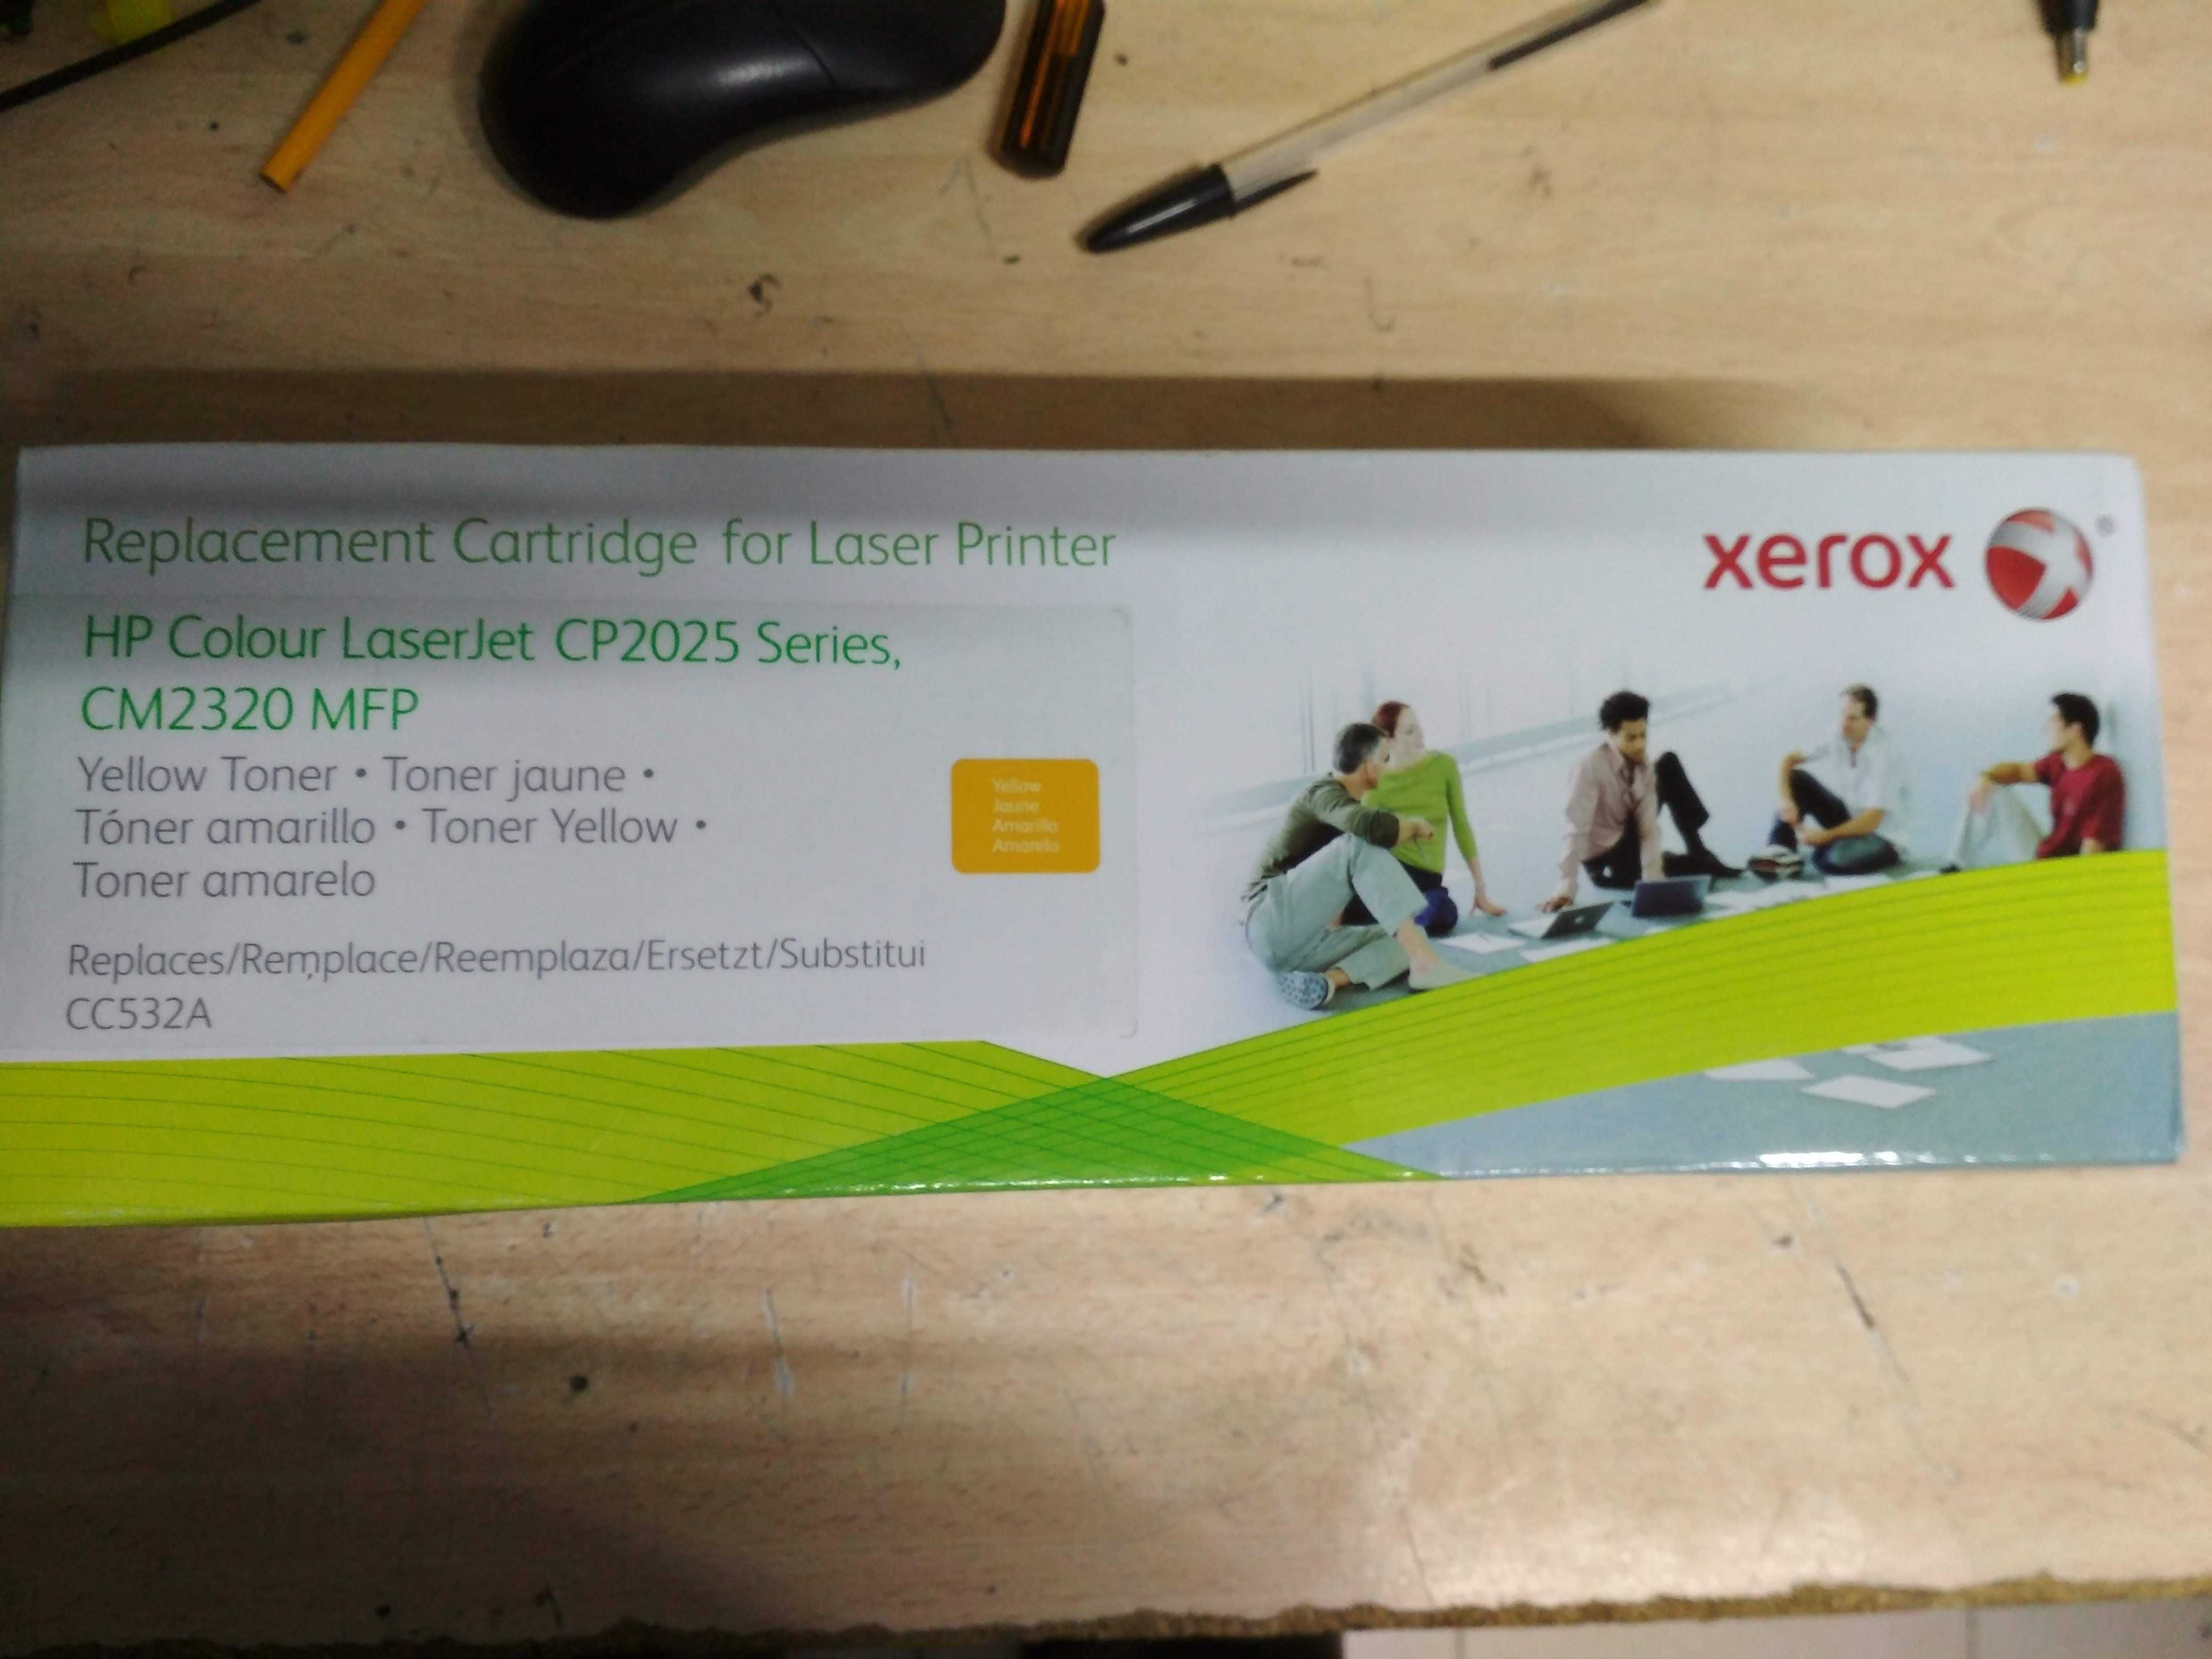 Replacement Cartridge for Laser Printer
xerox
®
HP Colour LaserJet CP2025 Series,
CM2320 MFP
Yellow Toner • Toner jaune •
Tóner amarillo • Toner Yellow •
Toner amarelo
Yellow
Jaune
Amarillo
Amarelo
Replaces/Remplace/Reemplaza/Ersetzt/Substitui
CC532A